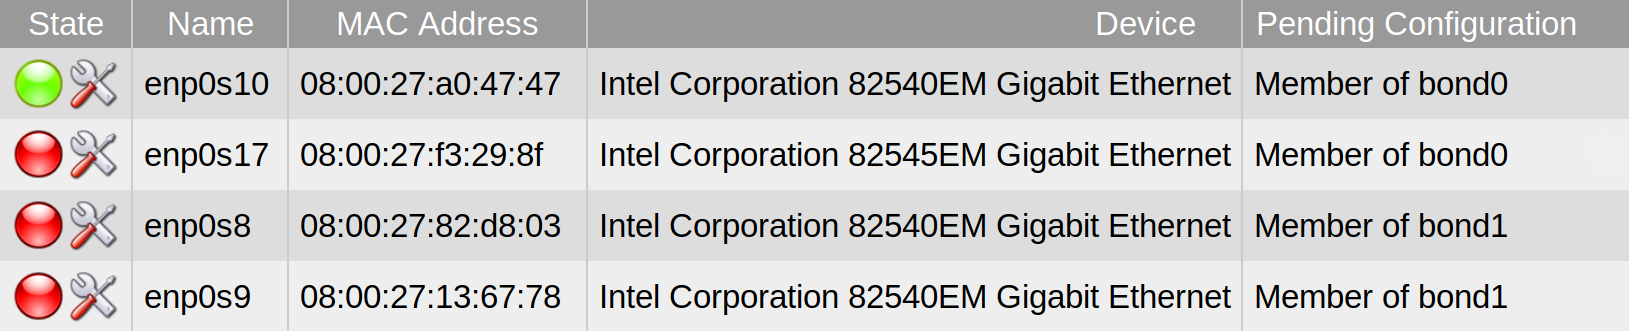 State Name MAC Address Device Pending Configuration
enp0s10 08:00:27:a0:47:47 Intel Corporation 82540EM Gigabit Ethernet Member of bond0
enp0s17 08:00:27:f3:29:8f Intel Corporation 82545EM Gigabit Ethernet Member of bond0
enp0s8 08:00:27:82:d8:03 Intel Corporation 82540EM Gigabit Ethernet Member of bond1
enp0s9 08:00:27:13:67:78 Intel Corporation 82540EM Gigabit Ethernet Member of bond1